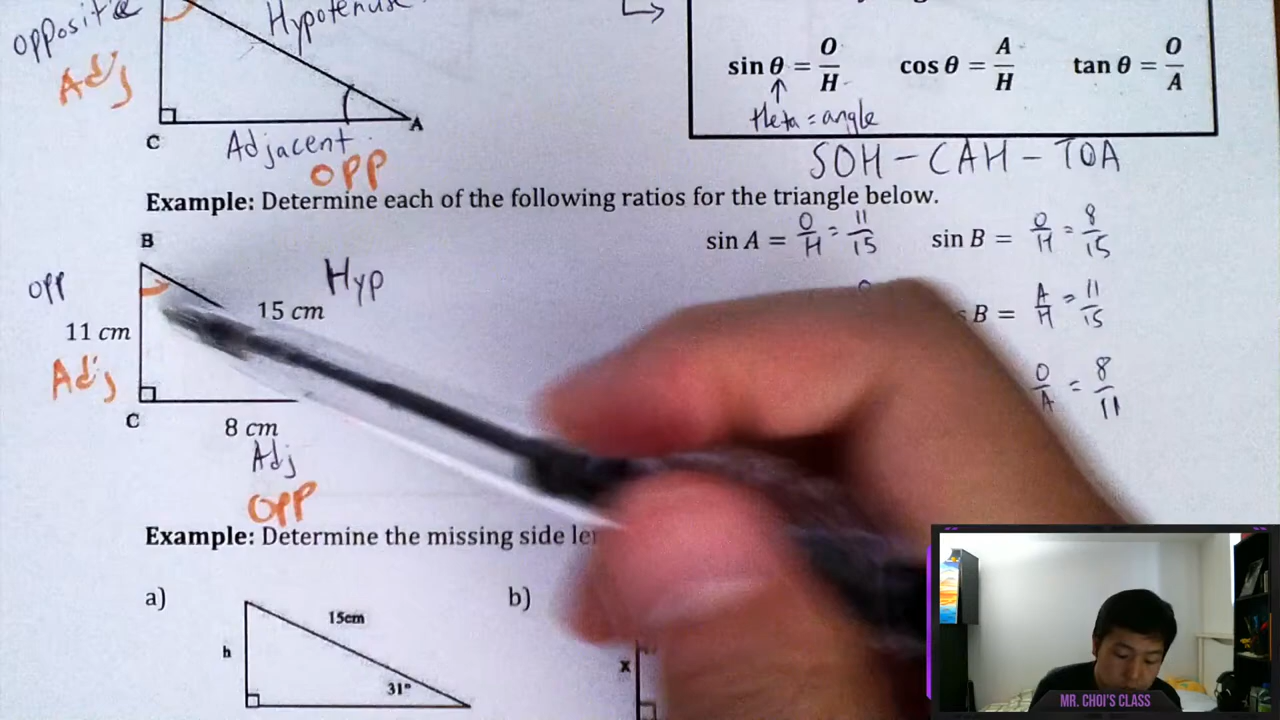 opposite
Hypotenuse
Adj
C
A
Adjacent
OPP
sin θ = O/H
cos θ = A/H
tan θ = O/A
theta = angle
SOH - CAH - TOA
Example: Determine each of the following ratios for the triangle below.
B
opp
Hyp
15 cm
11 cm
Adj
C
8 cm
Adj
OPP
sin A = O/H = 11/15
sin B = O/H = 8/15
B = A/H = 11/15
O/A = 8/11
Example: Determine the missing side
a)
15cm
h
31°
b)
x
MR. CHOI'S CLASS